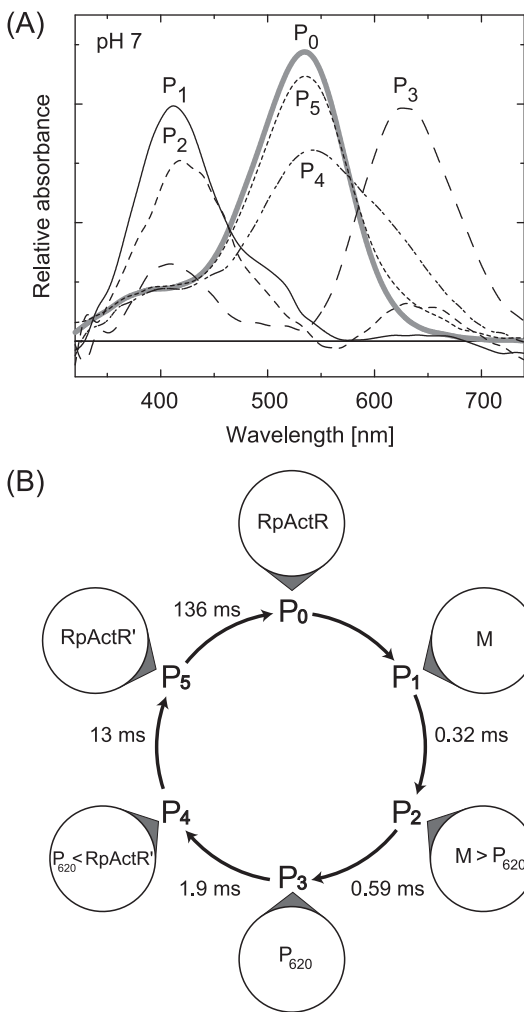 (A)
pH 7
P0
P1
P5
P3
P2
P4
Relative absorbance
400 500 600 700
Wavelength [nm]
(B)
RpActR
136 ms
P0
RpActR'
P5
P1
M
13 ms
0.32 ms
P4
P2
P620<RpActR'
M > P620
1.9 ms
P3
0.59 ms
P620